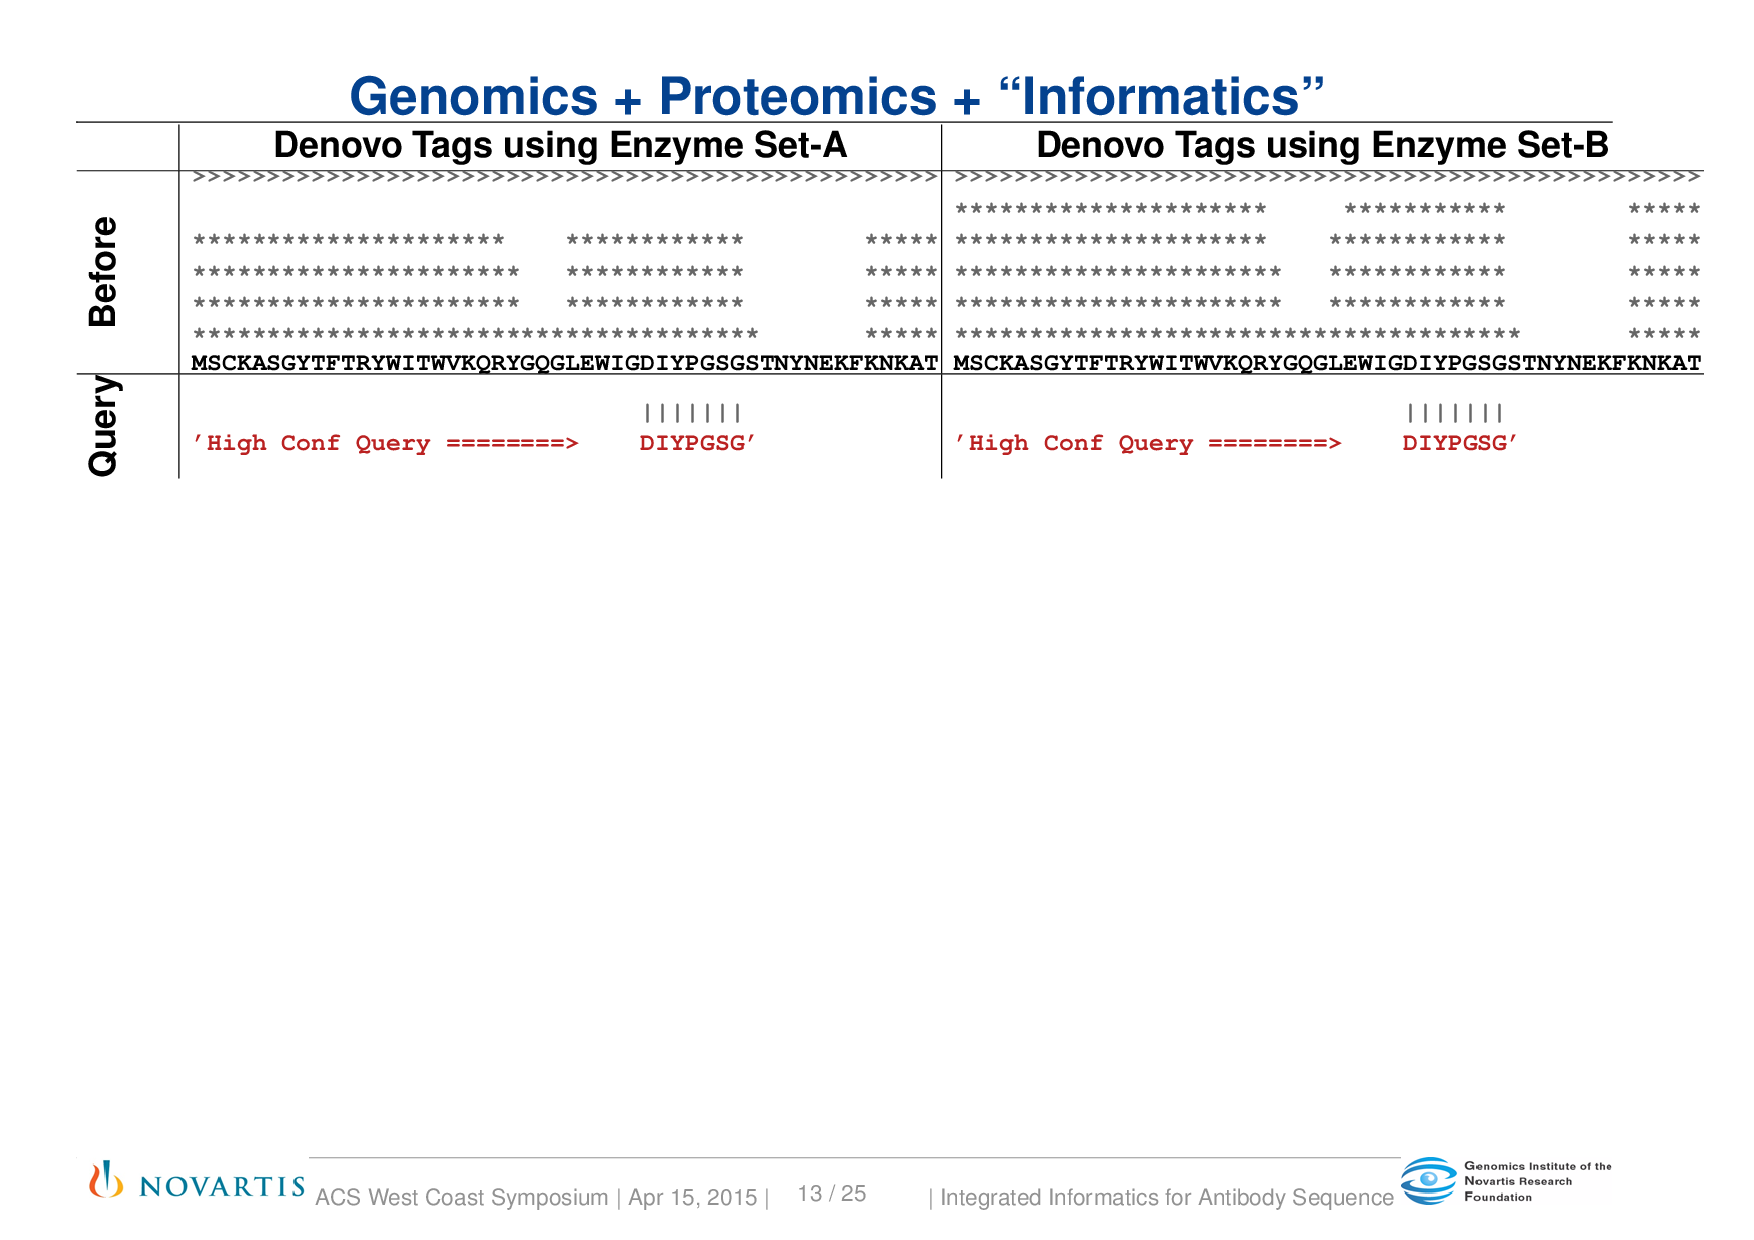 Genomics + Proteomics + “Informatics”
Denovo Tags using Enzyme Set-A Denovo Tags using Enzyme Set-B
Before
>>>>>>>>>>>>>>>>>>>>>>>>>>>>>>>>>>>>>>>>>>>>>>>>>> >>>>>>>>>>>>>>>>>>>>>>>>>>>>>>>>>>>>>>>>>>>>>>>>>>
********************* *********** *****
********************* ************ ***** ********************* ************ *****
********************** ************ ***** ********************** ************ *****
********************** ************ ***** ********************** ************ *****
************************************** ***** ************************************** *****
MSCKASGYTFTRYWITWVKQRYGQGLEWIGDIYPGSGSTNYNEKFKNKAT MSCKASGYTFTRYWITWVKQRYGQGLEWIGDIYPGSGSTNYNEKFKNKAT
Query
||||||| |||||||
’High Conf Query ========> DIYPGSG’ ’High Conf Query ========> DIYPGSG’
NOVARTIS
ACS West Coast Symposium | Apr 15, 2015 | 13 / 25 | Integrated Informatics for Antibody Sequence
Genomics Institute of the
Novartis Research
Foundation